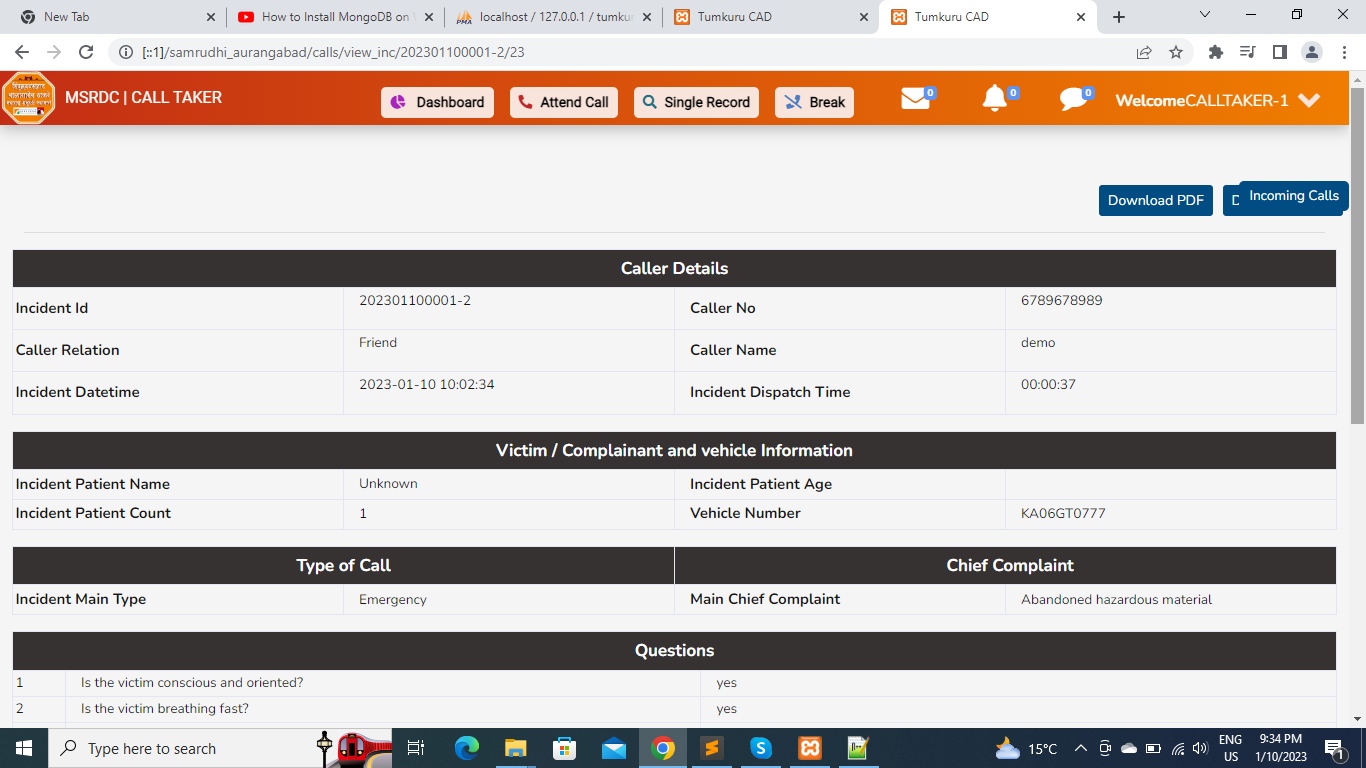 New Tab
How to Install MongoDB on
localhost / 127.0.0.1 / tumku
Tumkuru CAD
Tumkuru CAD
[::1]/samrudhi_aurangabad/calls/view_inc/202301100001-2/23
MSRDC | CALL TAKER
Dashboard
Attend Call
Single Record
Break
0
0
0
WelcomeCALLTAKER-1
Download PDF
Incoming Calls
Caller Details
Incident Id 202301100001-2 Caller No 6789678989
Caller Relation Friend Caller Name demo
Incident Datetime 2023-01-10 10:02:34 Incident Dispatch Time 00:00:37
Victim / Complainant and vehicle Information
Incident Patient Name Unknown Incident Patient Age
Incident Patient Count 1 Vehicle Number KA06GT0777
Type of Call Chief Complaint
Incident Main Type Emergency Main Chief Complaint Abandoned hazardous material
Questions
1 Is the victim conscious and oriented? yes
2 Is the victim breathing fast? yes
Type here to search
15°C
ENG
US
9:34 PM
1/10/2023
1